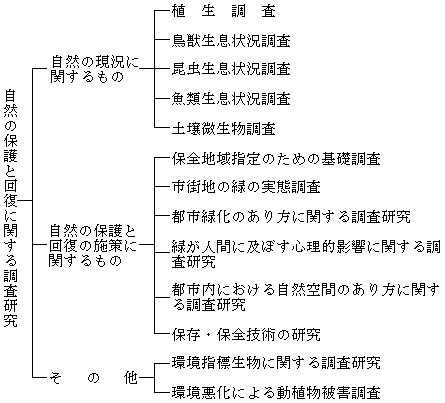 自然の保護と回復に関する調査研究
自然の現況に
関するもの
植生調査
鳥獣生息状況調査
昆虫生息状況調査
魚類生息状況調査
土壌微生物調査
自然の保護と
回復の施策に
関するもの
保全地域指定のための基礎調査
市街地の緑の実態調査
都市緑化のあり方に関する調査研究
緑が人間に及ぼす心理的影響に関する調
査研究
都市内における自然空間のあり方に関す
る調査研究
保存・保全技術の研究
その他
環境指標生物に関する調査研究
環境悪化による動植物被害調査